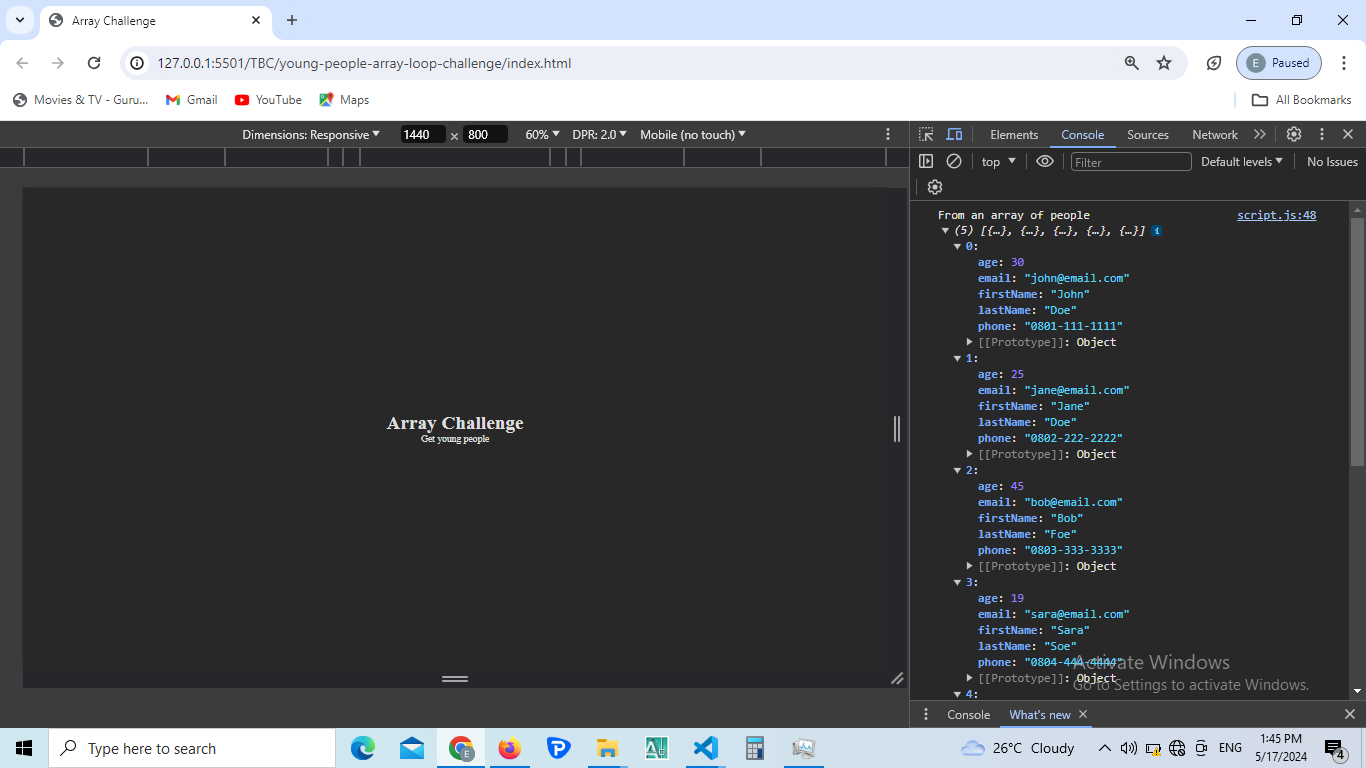 Array Challenge
127.0.0.1:5501/TBC/young-people-array-loop-challenge/index.html
E Paused
Movies & TV - Guru...
Gmail
YouTube
Maps
All Bookmarks
Dimensions: Responsive
1440 × 800
60%
DPR: 2.0
Mobile (no touch)
Elements
Console
Sources
Network
top
Filter
Default levels
No Issues
Array Challenge
Get young people
From an array of people script.js:48
(5) [{…}, {…}, {…}, {…}, {…}] i
0:
age: 30
email: "john@email.com"
firstName: "John"
lastName: "Doe"
phone: "0801-111-1111"
[[Prototype]]: Object
1:
age: 25
email: "jane@email.com"
firstName: "Jane"
lastName: "Doe"
phone: "0802-222-2222"
[[Prototype]]: Object
2:
age: 45
email: "bob@email.com"
firstName: "Bob"
lastName: "Foe"
phone: "0803-333-3333"
[[Prototype]]: Object
3:
age: 19
email: "sara@email.com"
firstName: "Sara"
lastName: "Soe"
phone: "0804-444-4444"
[[Prototype]]: Object
4:
Activate Windows
Go to Settings to activate Windows.
Console
What's new
Type here to search
E
26°C Cloudy
ENG
1:45 PM
5/17/2024
4